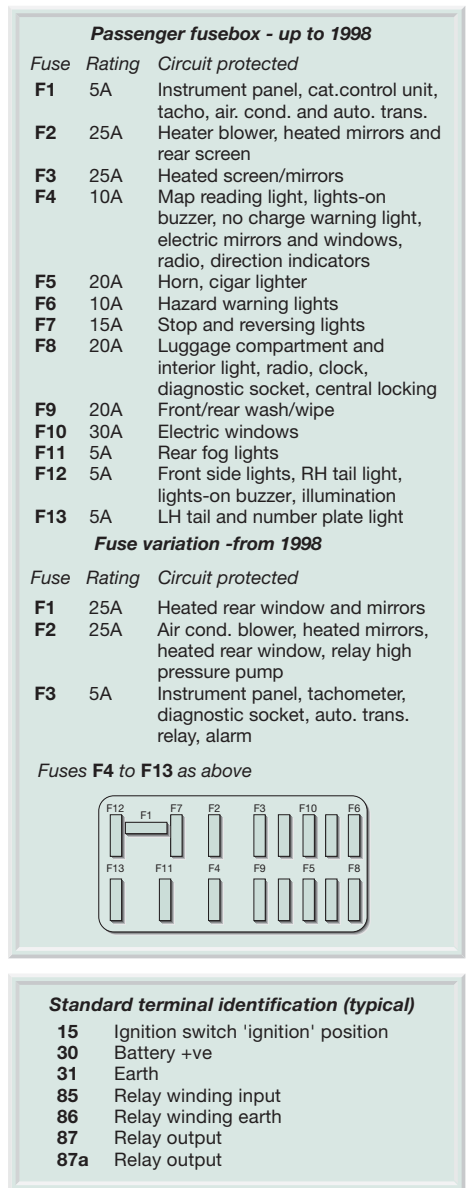 Passenger fusebox - up to 1998
Fuse Rating Circuit protected
F1 5A Instrument panel, cat.control unit,
tacho, air. cond. and auto. trans.
F2 25A Heater blower, heated mirrors and
rear screen
F3 25A Heated screen/mirrors
F4 10A Map reading light, lights-on
buzzer, no charge warning light,
electric mirrors and windows,
radio, direction indicators
F5 20A Horn, cigar lighter
F6 10A Hazard warning lights
F7 15A Stop and reversing lights
F8 20A Luggage compartment and
interior light, radio, clock,
diagnostic socket, central locking
F9 20A Front/rear wash/wipe
F10 30A Electric windows
F11 5A Rear fog lights
F12 5A Front side lights, RH tail light,
lights-on buzzer, illumination
F13 5A LH tail and number plate light
Fuse variation -from 1998
Fuse Rating Circuit protected
F1 25A Heated rear window and mirrors
F2 25A Air cond. blower, heated mirrors,
heated rear window, relay high
pressure pump
F3 5A Instrument panel, tachometer,
diagnostic socket, auto. trans.
relay, alarm
Fuses F4 to F13 as above
F12 F1 F7 F2 F3 F10 F6
F13 F11 F4 F9 F5 F8
Standard terminal identification (typical)
15 Ignition switch 'ignition' position
30 Battery +ve
31 Earth
85 Relay winding input
86 Relay winding earth
87 Relay output
87a Relay output